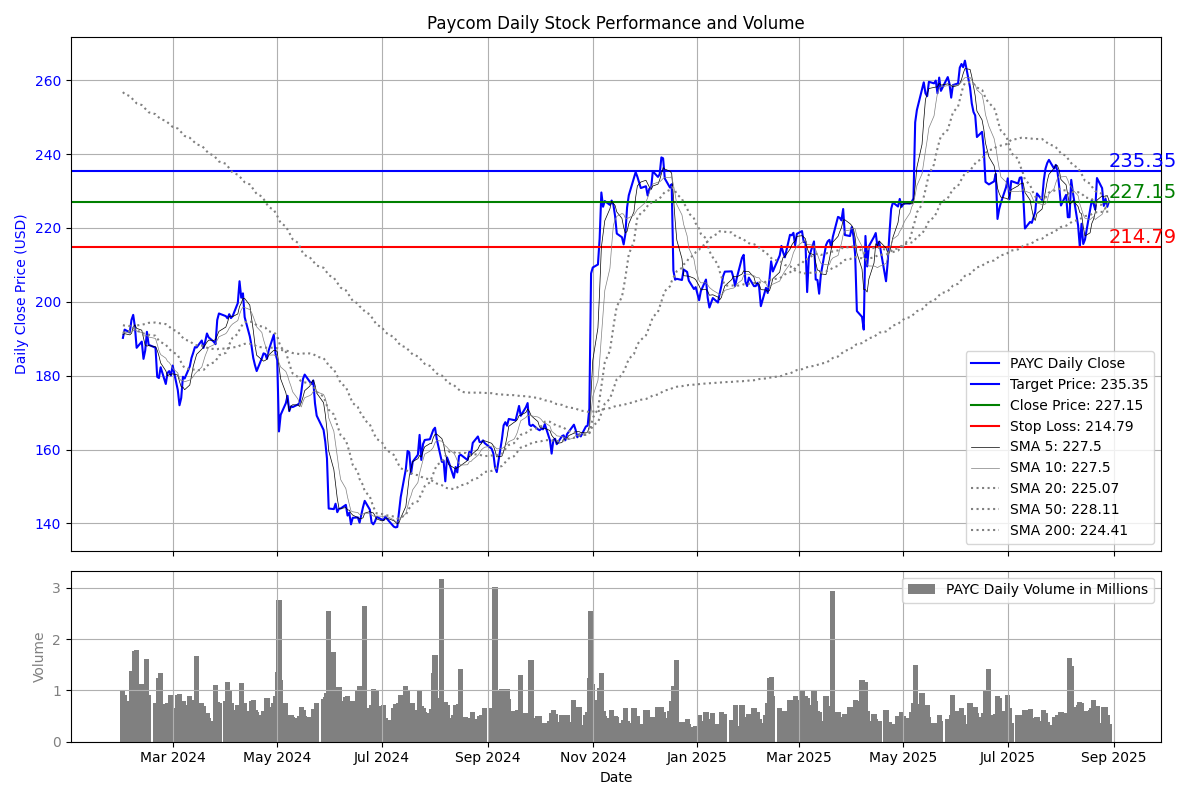 Paycom Daily Stock Performance and Volume
Daily Close Price (USD)
260
240
220
200
180
160
140
235.35
227.15
214.79
PAYC Daily Close
Target Price: 235.35
Close Price: 227.15
Stop Loss: 214.79
SMA 5: 227.5
SMA 10: 227.5
SMA 20: 225.07
SMA 50: 228.11
SMA 200: 224.41
Volume
3
2
1
0
PAYC Daily Volume in Millions
Mar 2024 May 2024 Jul 2024 Sep 2024 Nov 2024 Jan 2025 Mar 2025 May 2025 Jul 2025 Sep 2025
Date